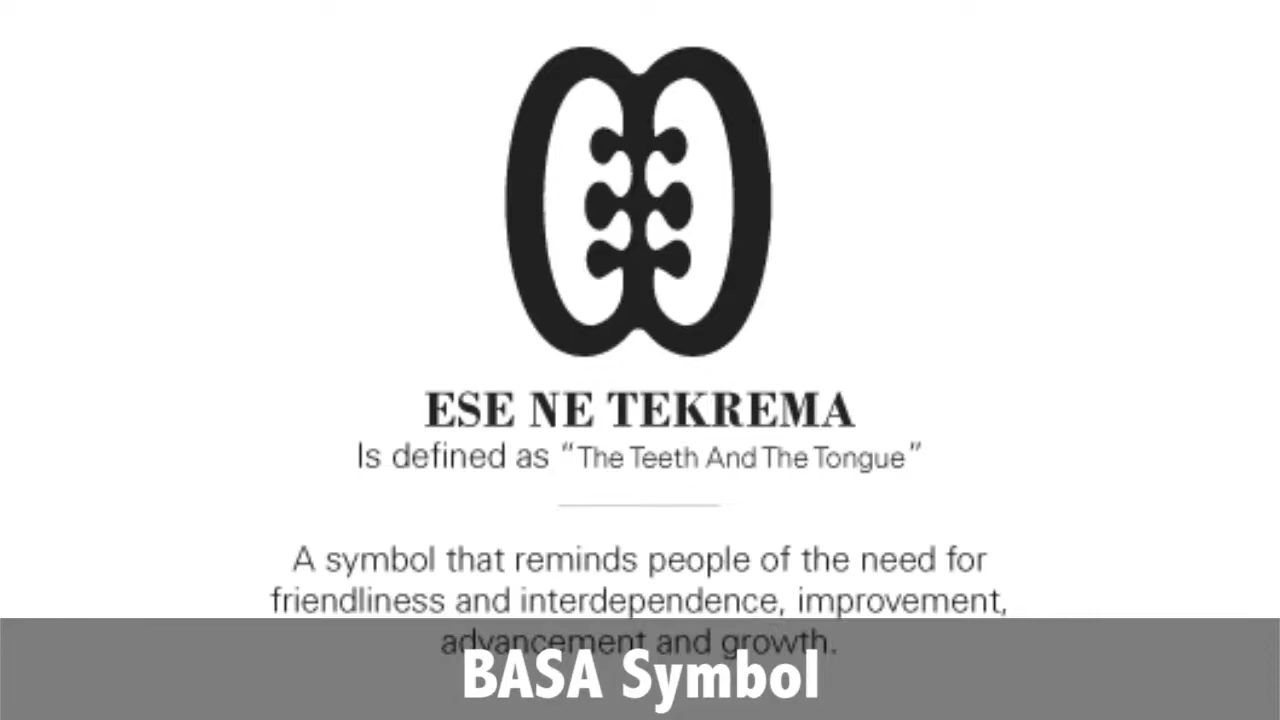 ESE NE TEKREMA
Is defined as “The Teeth And The Tongue”
A symbol that reminds people of the need for
friendliness and interdependence, improvement,
advancement and growth.
BASA Symbol